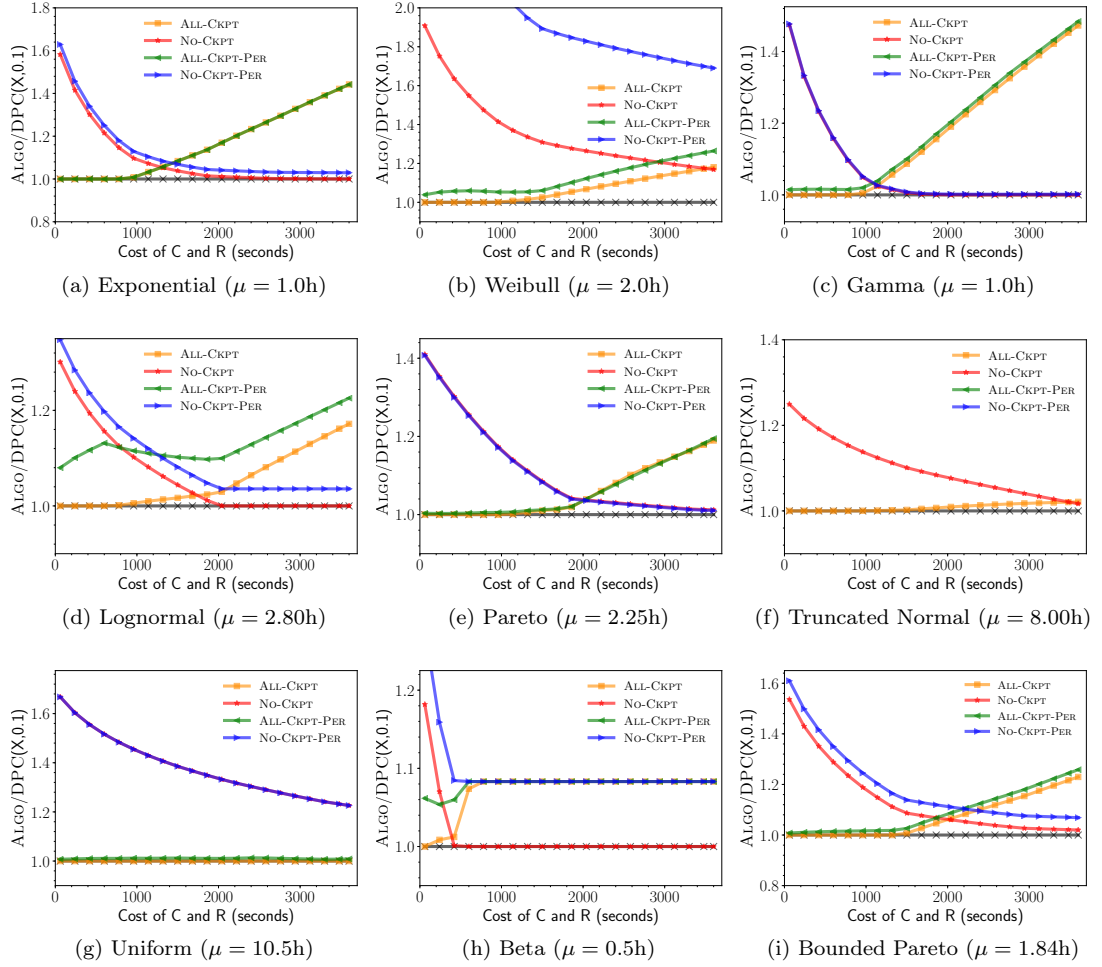 ALGO/DPC(X,0.1)
1.8
1.6
1.4
1.2
1.0
0.8
ALL-CKPT
NO-CKPT
ALL-CKPT-PER
NO-CKPT-PER
0 1000 2000 3000
Cost of C and R (seconds)
(a) Exponential (μ = 1.0h)
ALGO/DPC(X,0.1)
2.0
1.8
1.6
1.4
1.2
1.0
ALL-CKPT
NO-CKPT
ALL-CKPT-PER
NO-CKPT-PER
0 1000 2000 3000
Cost of C and R (seconds)
(b) Weibull (μ = 2.0h)
ALGO/DPC(X,0.1)
1.4
1.2
1.0
ALL-CKPT
NO-CKPT
ALL-CKPT-PER
NO-CKPT-PER
0 1000 2000 3000
Cost of C and R (seconds)
(c) Gamma (μ = 1.0h)
ALGO/DPC(X,0.1)
1.2
1.0
ALL-CKPT
NO-CKPT
ALL-CKPT-PER
NO-CKPT-PER
0 1000 2000 3000
Cost of C and R (seconds)
(d) Lognormal (μ = 2.80h)
ALGO/DPC(X,0.1)
1.4
1.2
1.0
ALL-CKPT
NO-CKPT
ALL-CKPT-PER
NO-CKPT-PER
0 1000 2000 3000
Cost of C and R (seconds)
(e) Pareto (μ = 2.25h)
ALGO/DPC(X,0.1)
1.4
1.2
1.0
ALL-CKPT
NO-CKPT
ALL-CKPT-PER
NO-CKPT-PER
0 1000 2000 3000
Cost of C and R (seconds)
(f) Truncated Normal (μ = 8.00h)
ALGO/DPC(X,0.1)
1.6
1.4
1.2
1.0
ALL-CKPT
NO-CKPT
ALL-CKPT-PER
NO-CKPT-PER
0 1000 2000 3000
Cost of C and R (seconds)
(g) Uniform (μ = 10.5h)
ALGO/DPC(X,0.1)
1.2
1.1
1.0
ALL-CKPT
NO-CKPT
ALL-CKPT-PER
NO-CKPT-PER
0 1000 2000 3000
Cost of C and R (seconds)
(h) Beta (μ = 0.5h)
ALGO/DPC(X,0.1)
1.6
1.4
1.2
1.0
0.8
ALL-CKPT
NO-CKPT
ALL-CKPT-PER
NO-CKPT-PER
0 1000 2000 3000
Cost of C and R (seconds)
(i) Bounded Pareto (μ = 1.84h)